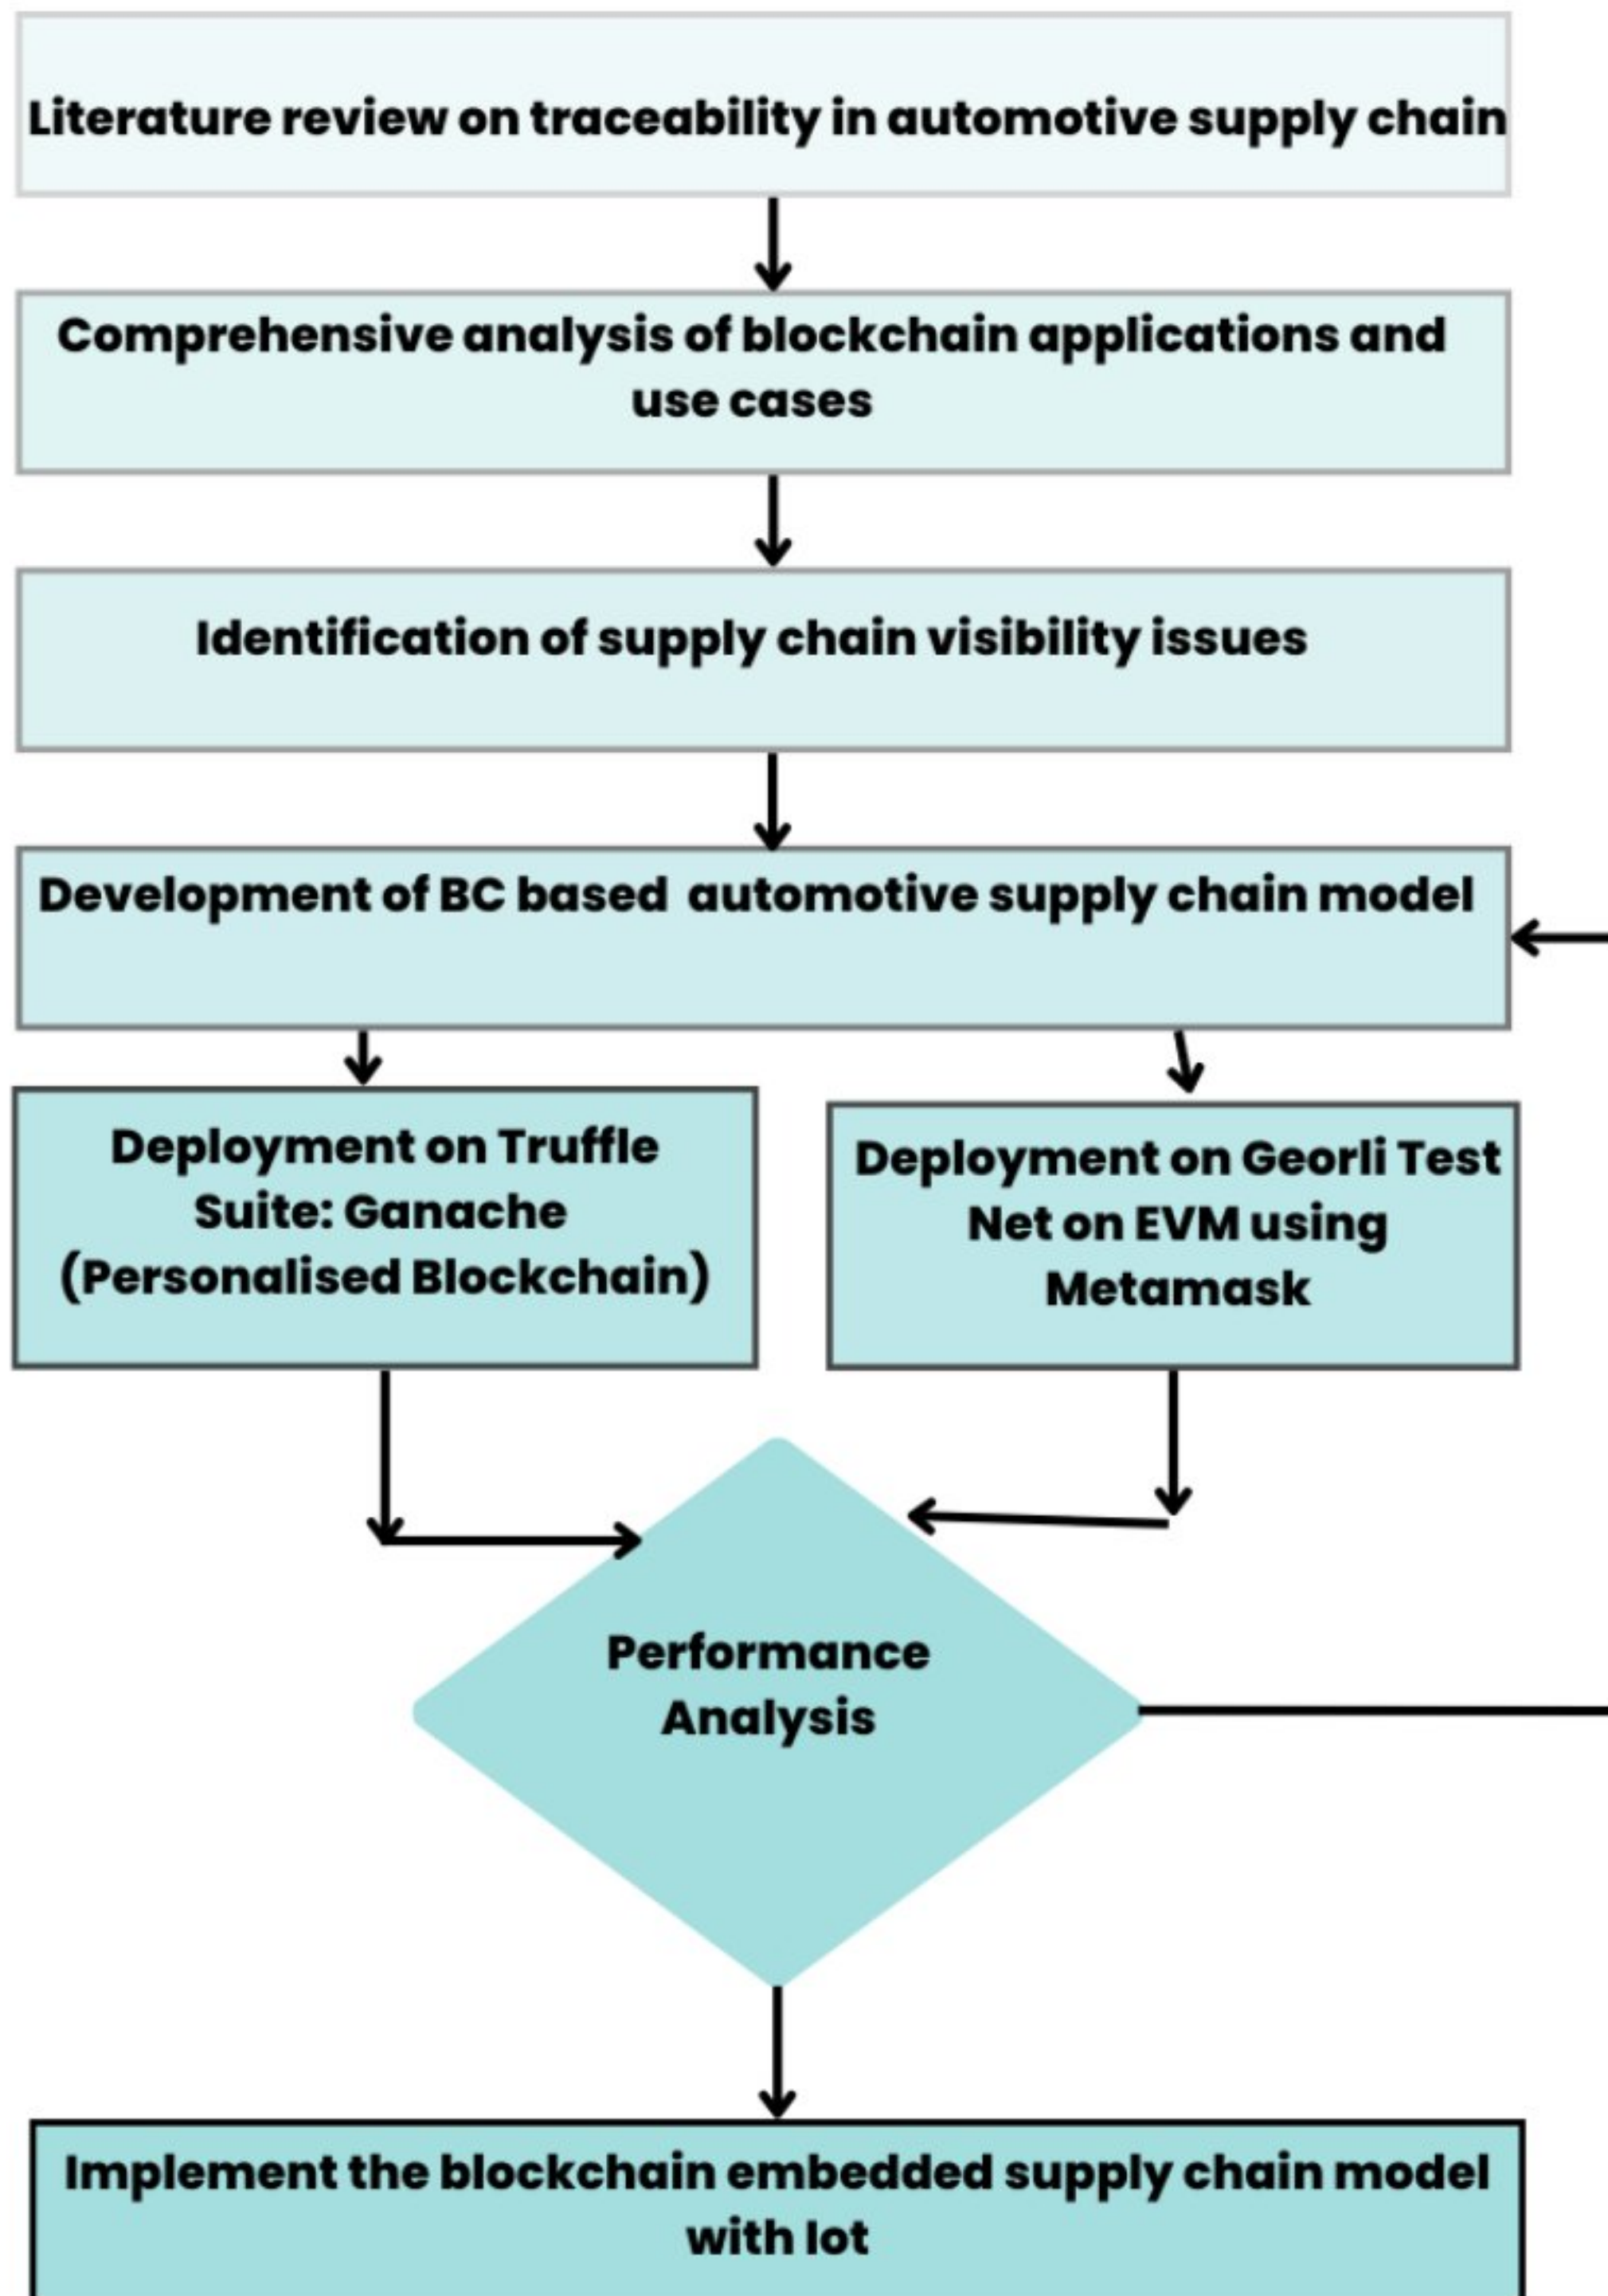 Literature review on traceability in automotive supply chain
Comprehensive analysis of blockchain applications and
use cases
Identification of supply chain visibility issues
Development of BC based automotive supply chain model
Deployment on Truffle
Suite: Ganache
(Personalised Blockchain)
Deployment on Georli Test
Net on EVM using
Metamask
Performance
Analysis
Implement the blockchain embedded supply chain model
with Iot